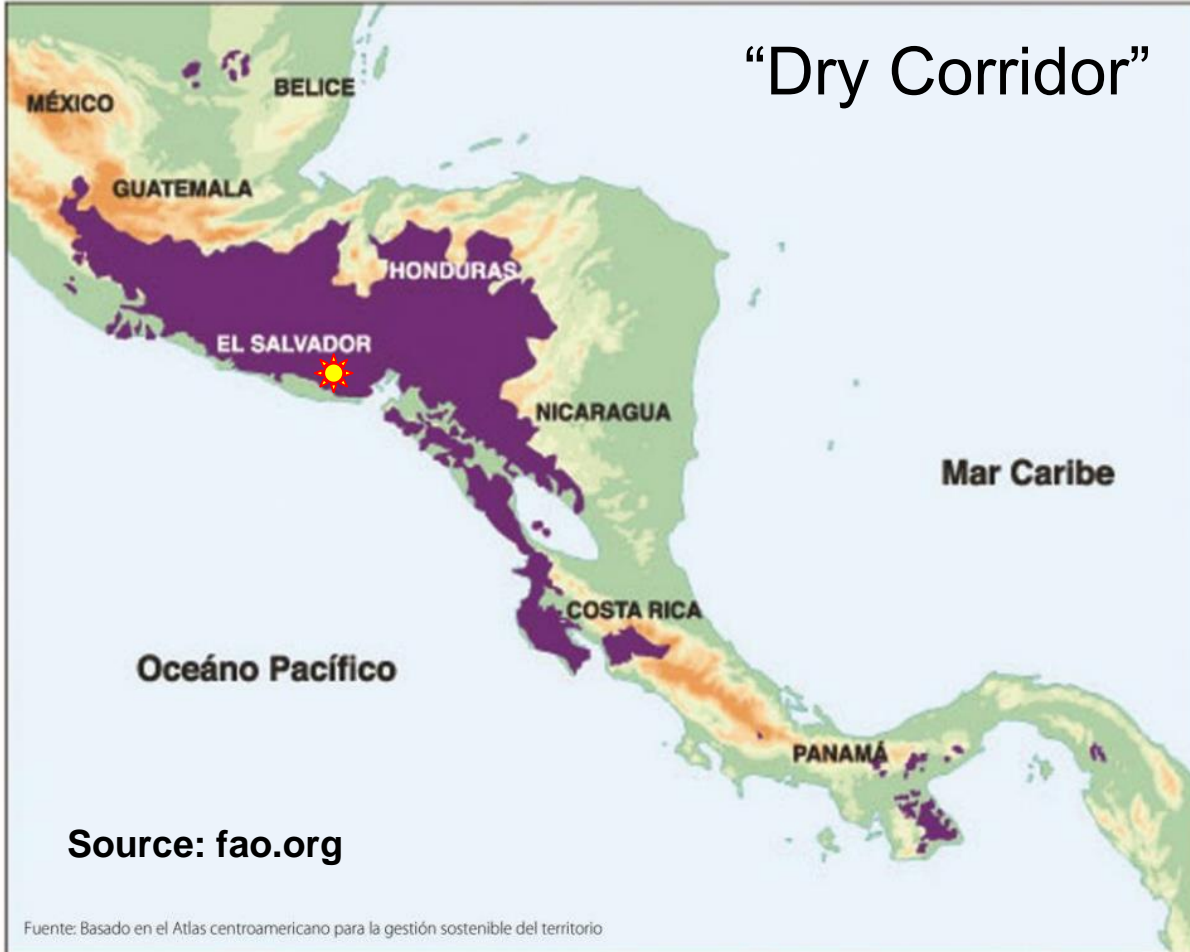 “Dry Corridor”
BELICE
MÉXICO
GUATEMALA
HONDURAS
EL SALVADOR
NICARAGUA
Mar Caribe
COSTA RICA
Oceáno Pacífico
PANAMÁ
Source: fao.org
Fuente: Basado en el Atlas centroamericano para la gestión sostenible del territorio